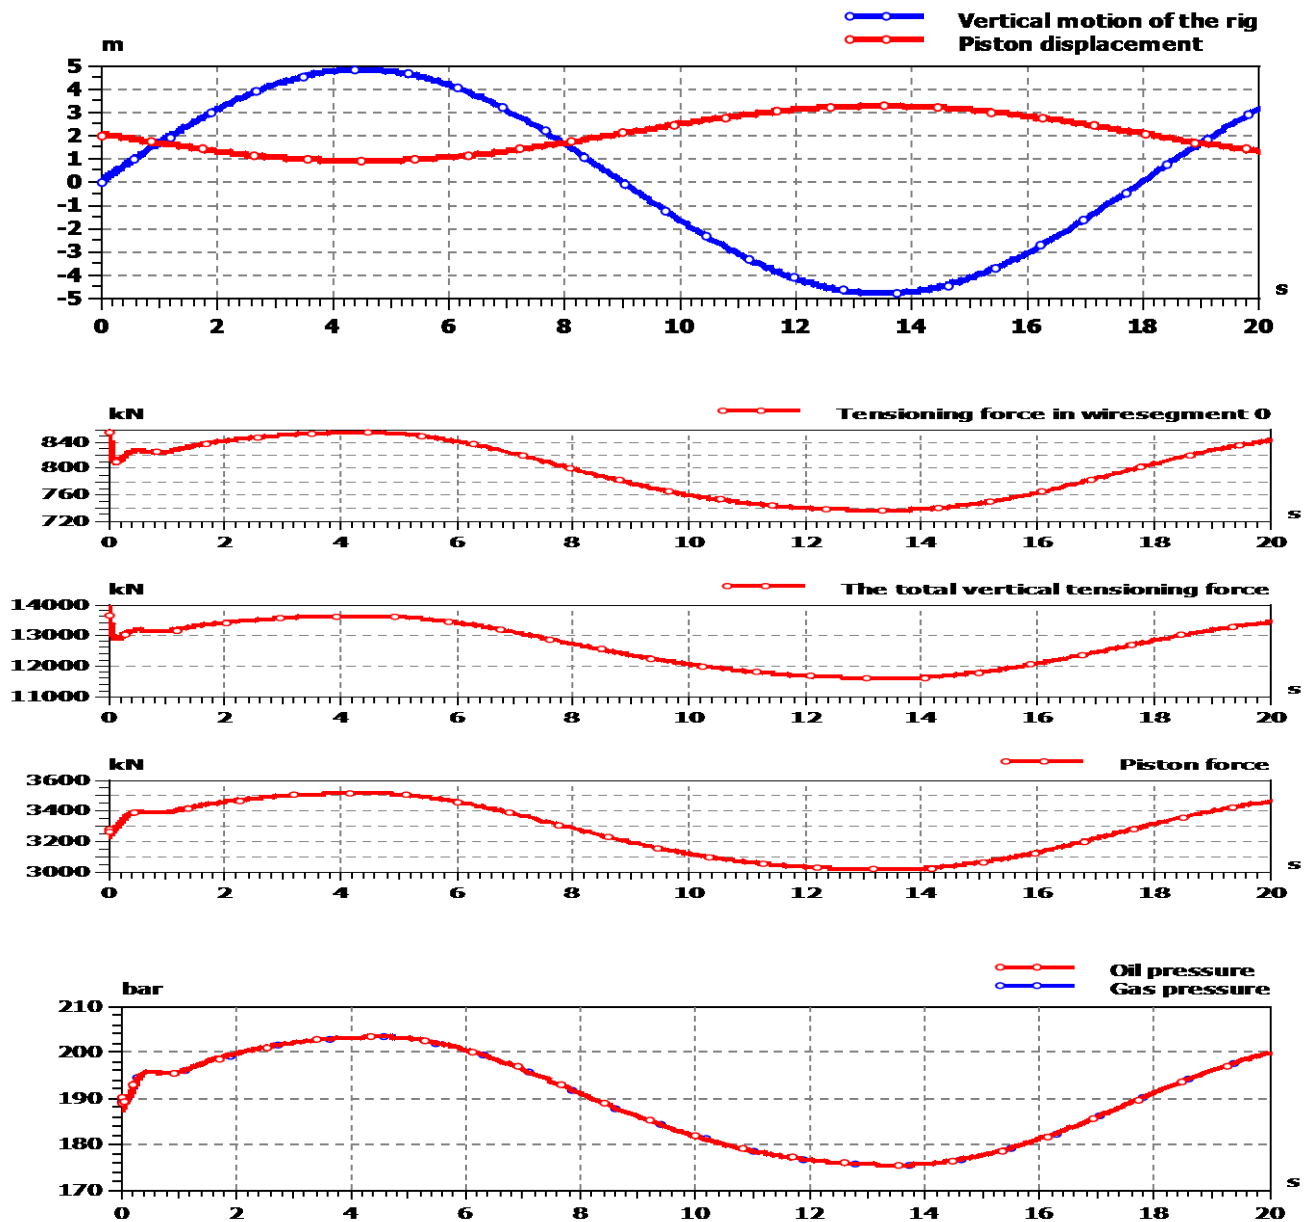 Vertical motion of the rig
Piston displacement
m
5
4
3
2
1
0
-1
-2
-3
-4
-5
s
0 2 4 6 8 10 12 14 16 18 20
kN
Tensioning force in wiresegment 0
840
800
760
720
s
0 2 4 6 8 10 12 14 16 18 20
kN
The total vertical tensioning force
14000
13000
12000
11000
s
0 2 4 6 8 10 12 14 16 18 20
kN
Piston force
3600
3400
3200
3000
s
0 2 4 6 8 10 12 14 16 18 20
Oil pressure
bar
Gas pressure
210
200
190
180
170
s
0 2 4 6 8 10 12 14 16 18 20